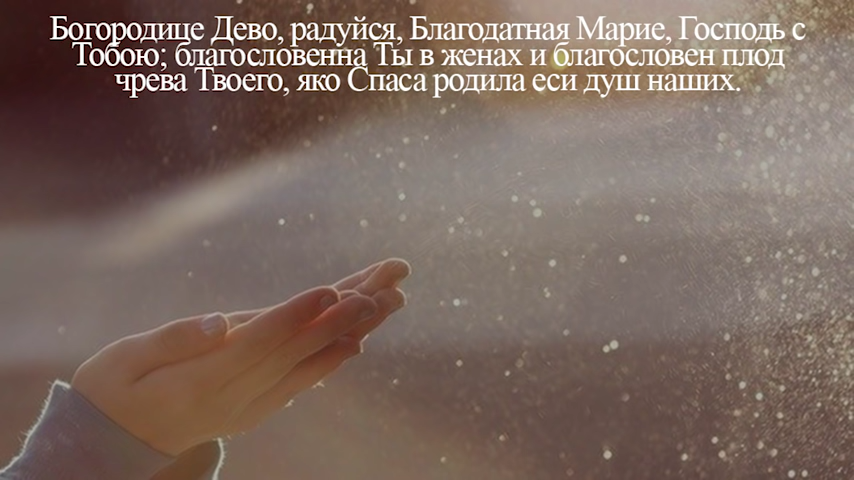 Богородице Дево, радуйся, Благодатная Марие, Господь с
Тобою; благословенна Ты в женах и благословен плод
чрева Твоего, яко Спаса родила еси душ наших.